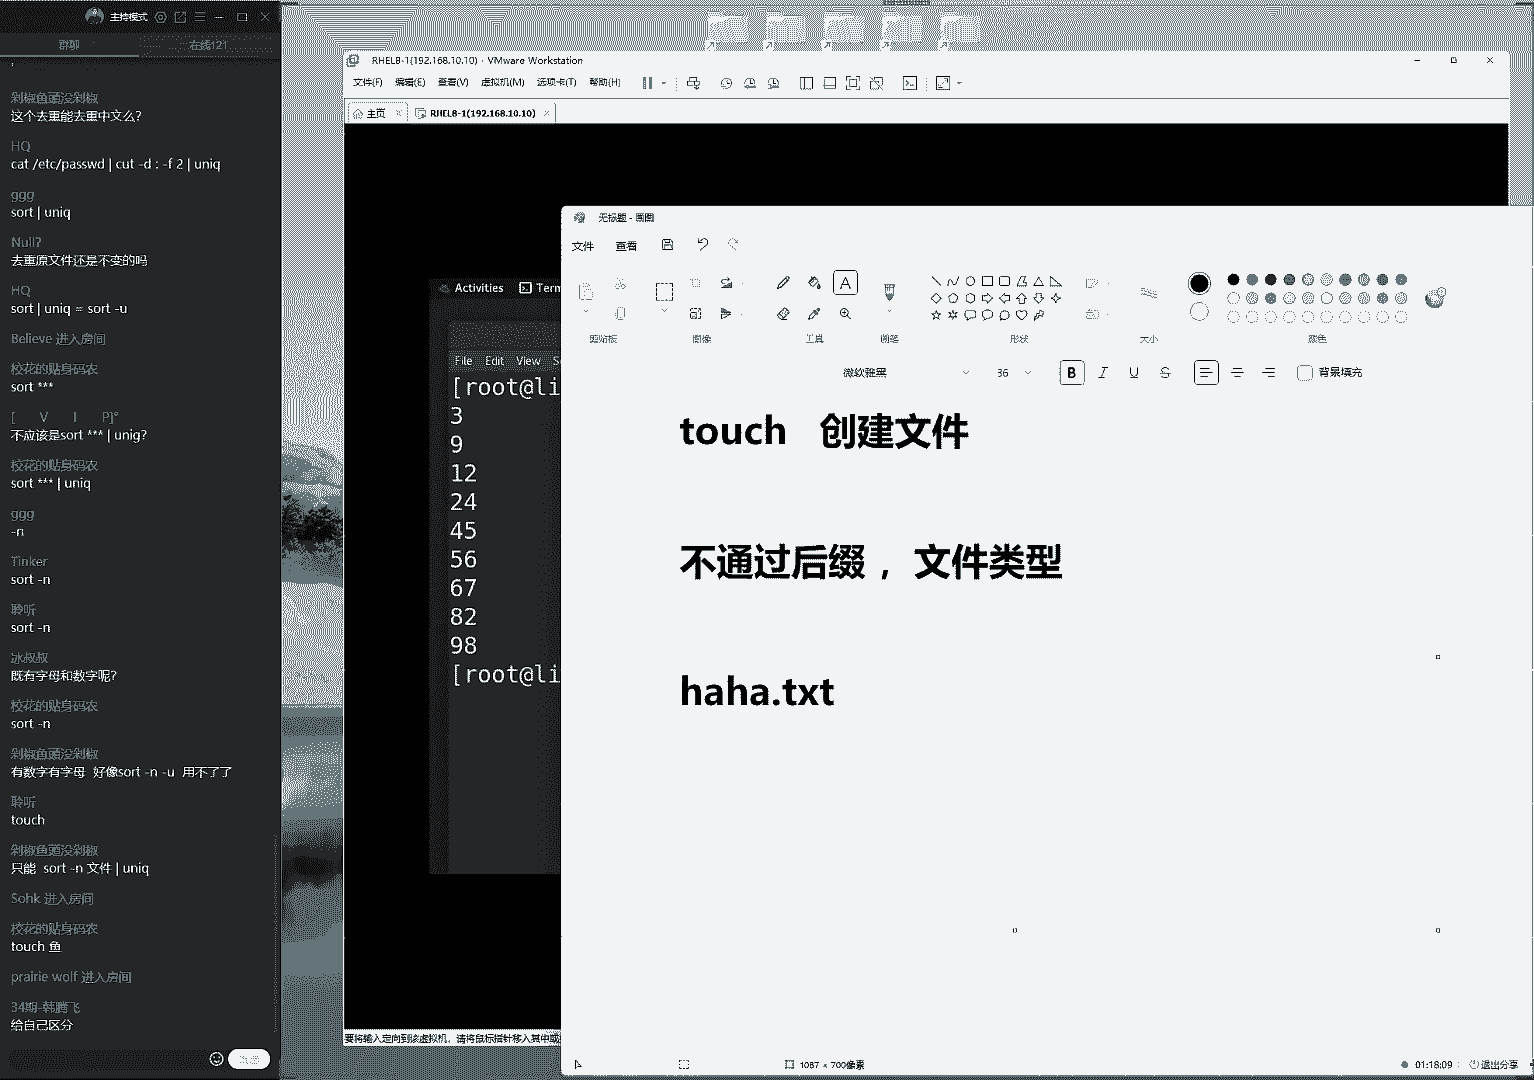 主持模式
群聊
在线121
剁椒鱼頭没剁椒
这个去重能去重中文么?
HQ
cat /etc/passwd | cut -d : -f 2 | uniq
ggg
sort | uniq
Null?
去重原文件还是不变的吗
HQ
sort | uniq = sort -u
Believe 进入房间
校花的贴身码农
sort ***
[ V I P]°
不应该是sort *** | unig?
校花的贴身码农
sort *** | uniq
ggg
-n
Tinker
sort -n
聆听
sort -n
冰叔叔
既有字母和数字呢?
校花的贴身码农
sort -n
剁椒鱼頭没剁椒
有数字有字母 好像sort -n -u 用不了了
聆听
touch
剁椒鱼頭没剁椒
只能 sort -n 文件 | uniq
Sohk 进入房间
校花的贴身码农
touch 鱼
prairie wolf 进入房间
34期-韩腾飞
给自己区分
RHEL8-1(192.168.10.10) - VMware Workstation
文件(F) 编辑(E) 查看(V) 虚拟机(M) 选项卡(T) 帮助(H)
主页
RHEL8-1(192.168.10.10)
Activities
Term
File Edit View
[root@li
3
9
12
24
45
56
67
82
98
[root@li
要将输入定向到该虚拟机，请将鼠标指针移入其中或
无标题 - 画图
文件 查看
剪贴板
图像
工具
刷子
形状
大小
颜色
微软雅黑
36
B I U S
背景填充
touch 创建文件
不通过后缀 ，文件类型
haha.txt
1087 × 700像素
01:18:09
退出分享